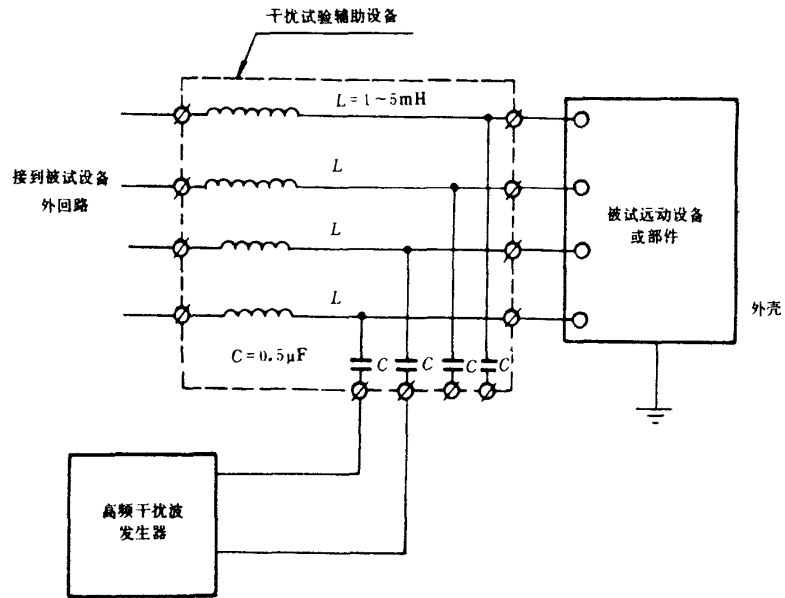 干扰试验辅助设备
L=1~5mH
L
接到被试设备
外回路
被试远动设备
或部件
L
L
外壳
C=0.5μF
C
C
C
C
高频干扰波
发生器